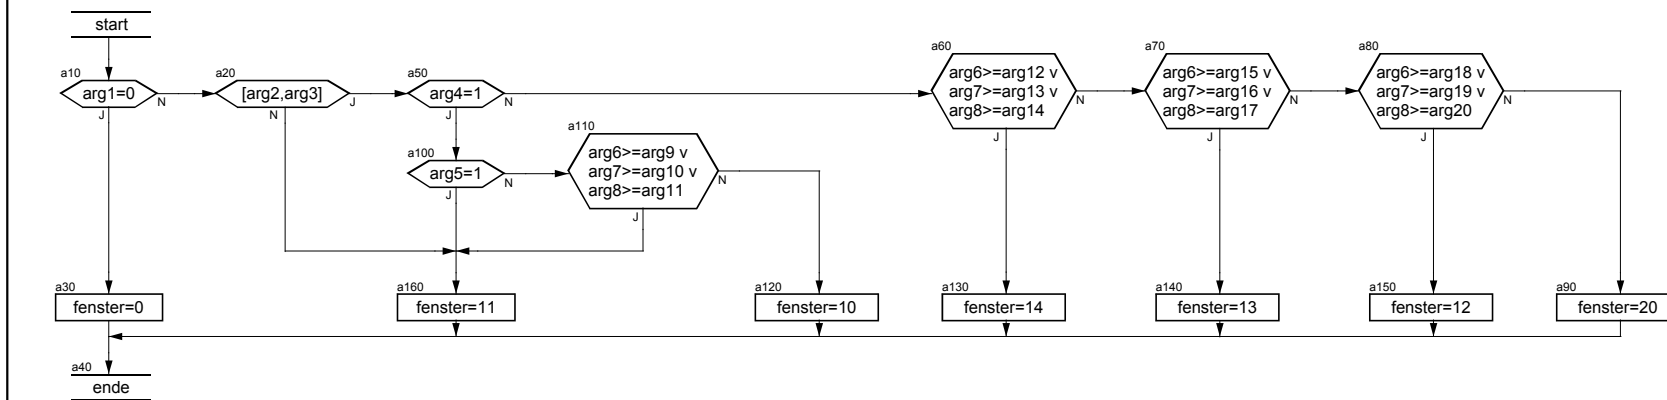 start
a10
arg1=0
N
J
a20
[arg2,arg3]
J
N
a50
arg4=1
N
J
a60
arg6>=arg12 v
arg7>=arg13 v
arg8>=arg14
N
J
a70
arg6>=arg15 v
arg7>=arg16 v
arg8>=arg17
N
J
a80
arg6>=arg18 v
arg7>=arg19 v
arg8>=arg20
N
J
a100
arg5=1
N
J
a110
arg6>=arg9 v
arg7>=arg10 v
arg8>=arg11
N
J
a30
fenster=0
a160
fenster=11
a120
fenster=10
a130
fenster=14
a140
fenster=13
a150
fenster=12
a90
fenster=20
a40
ende